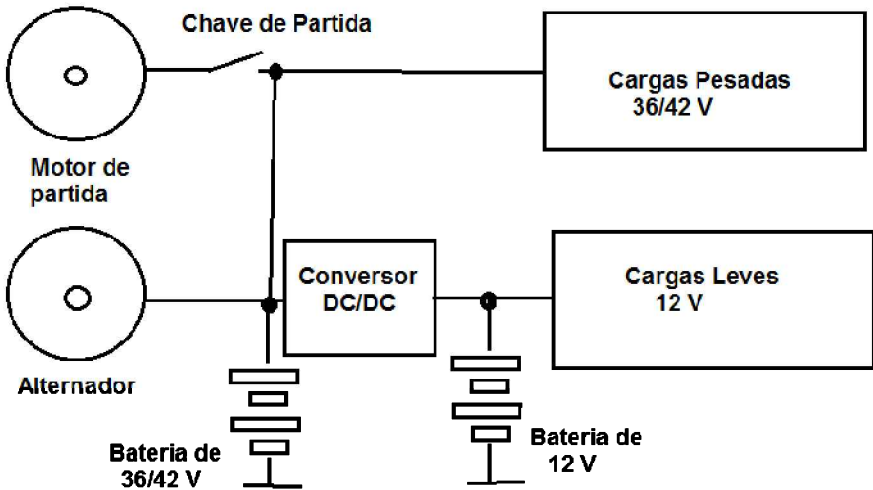 Chave de Partida
Cargas Pesadas
36/42 V
Motor de
partida
Conversor
DC/DC
Cargas Leves
12 V
Alternador
Bateria de
36/42 V
Bateria de
12 V